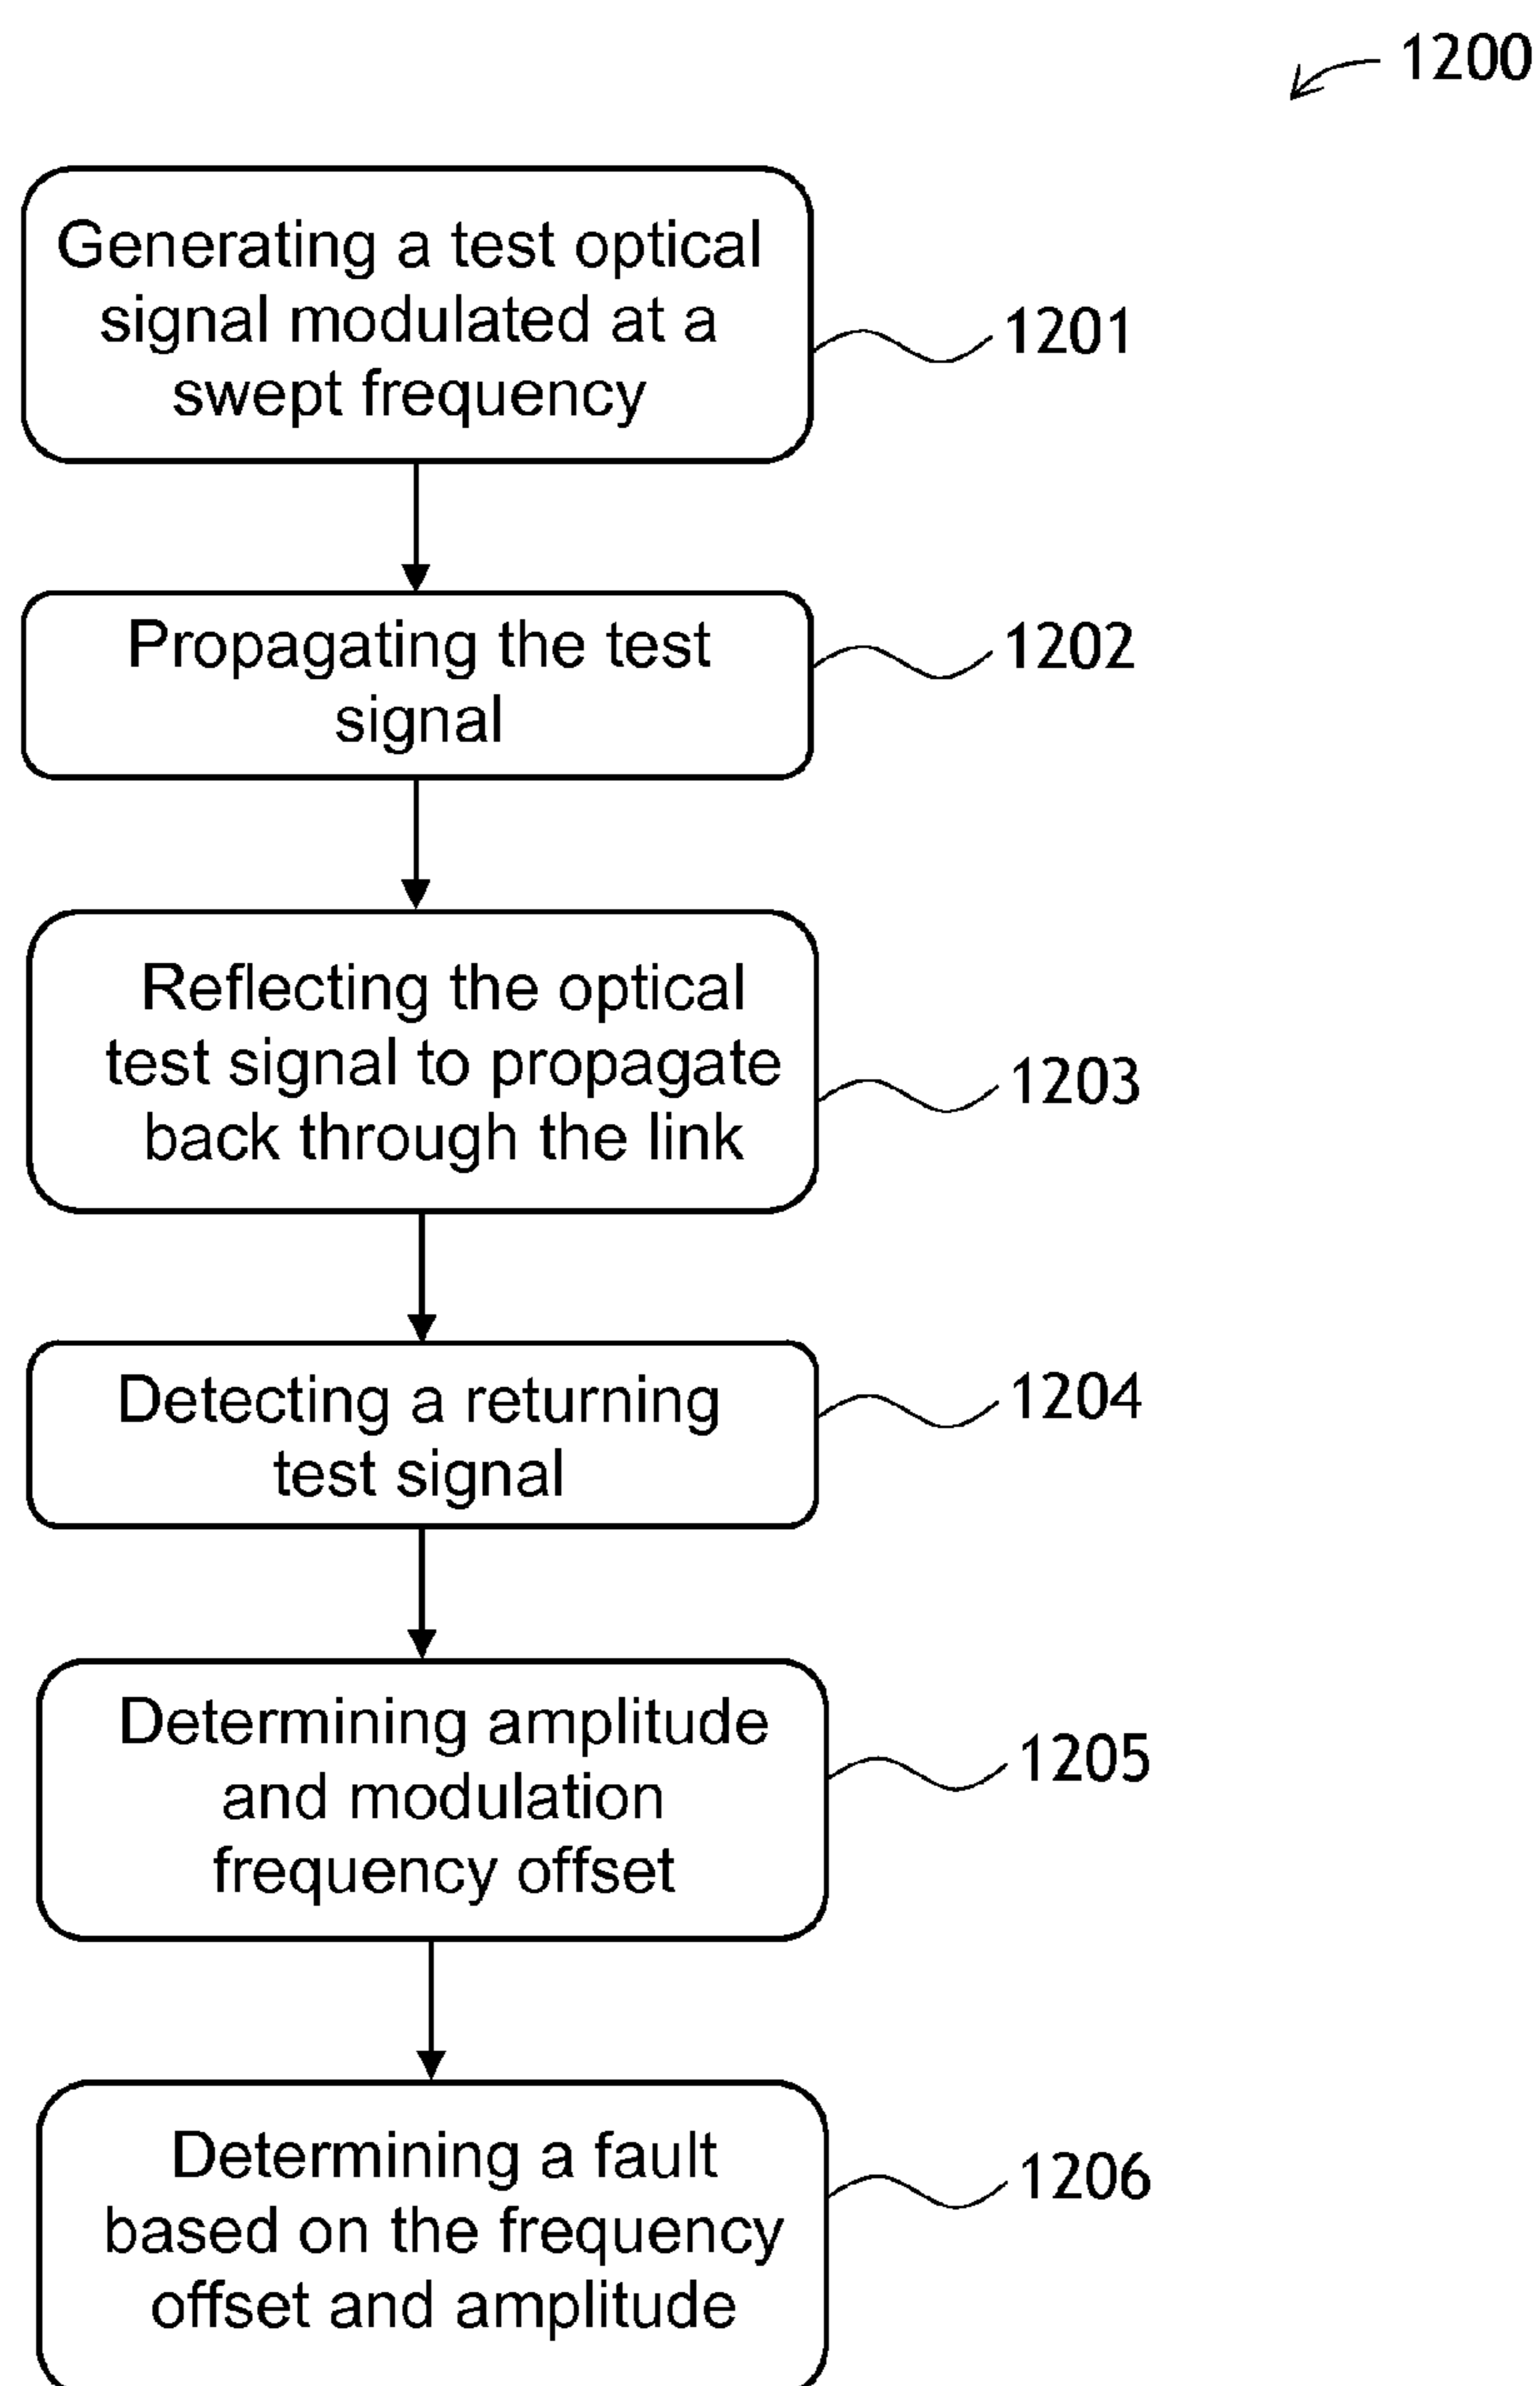 1200
Generating a test optical
signal modulated at a
swept frequency
1201
Propagating the test
signal
1202
Reflecting the optical
test signal to propagate
back through the link
1203
Detecting a returning
test signal
1204
Determining amplitude
and modulation
frequency offset
1205
Determining a fault
based on the frequency
offset and amplitude
1206